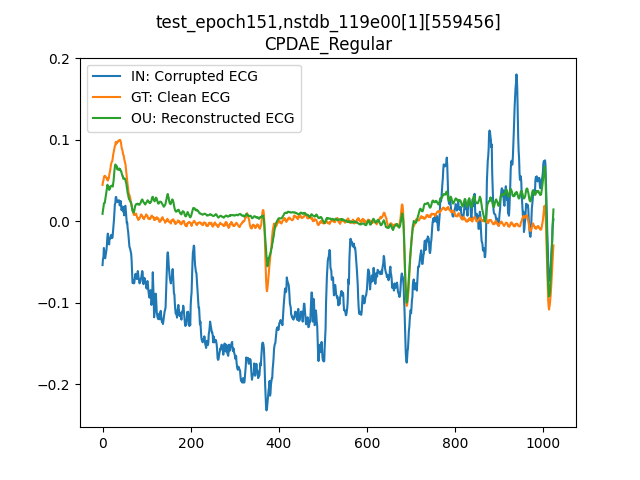 test_epoch151,nstdb_119e00[1][559456]
CPDAE_Regular
IN: Corrupted ECG
GT: Clean ECG
OU: Reconstructed ECG
0.2
0.1
0.0
−0.1
−0.2
0
200
400
600
800
1000